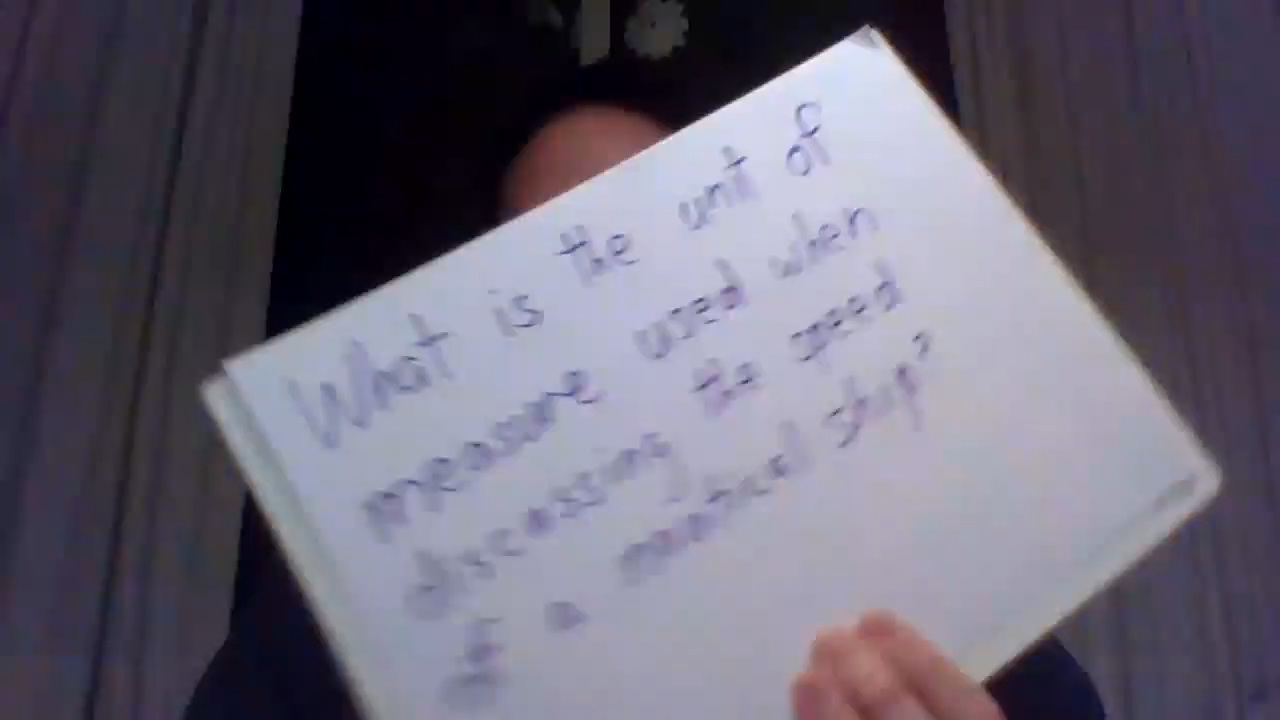 What is the unit of
measure used when
discussing the speed
of a nautical ship?